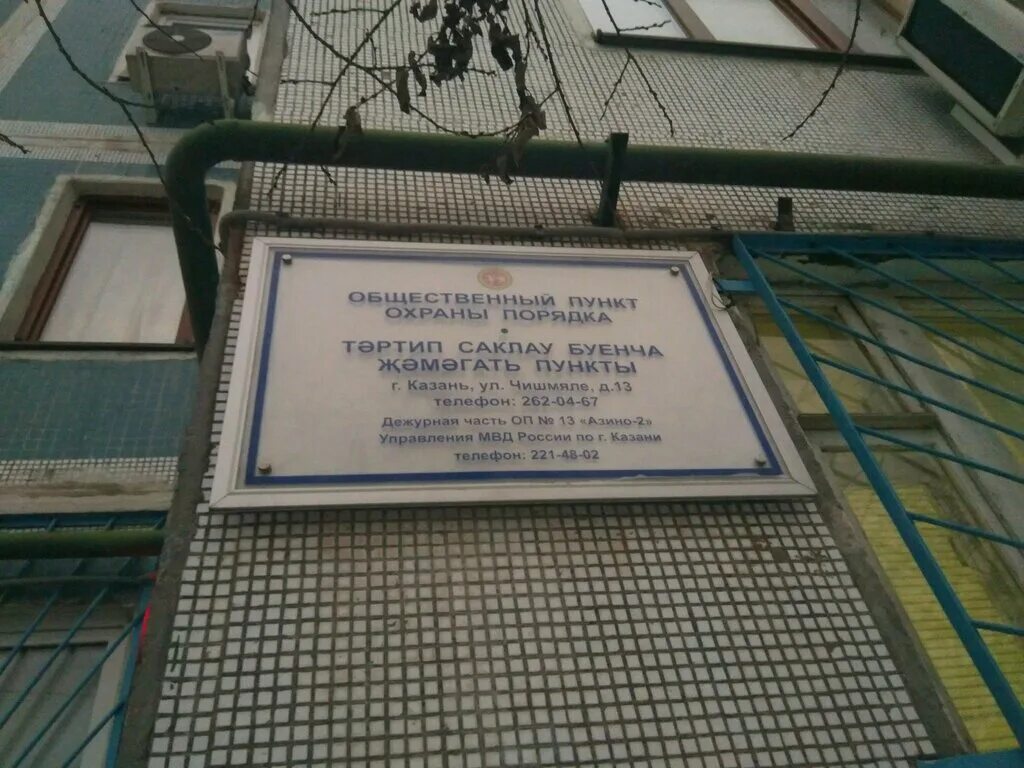 ОБЩЕСТВЕННЫЙ ПУНКТ
ОХРАНЫ ПОРЯДКА
ТӘРТИП САКЛАУ БУЕНЧА
ҖӘМӘГАТЬ ПУНКТЫ
г. Казань, ул. Чишмяле, д.13
телефон: 262-04-67
Дежурная часть ОП № 13 «Азино-2»
Управления МВД России по г. Казани
телефон: 221-48-02